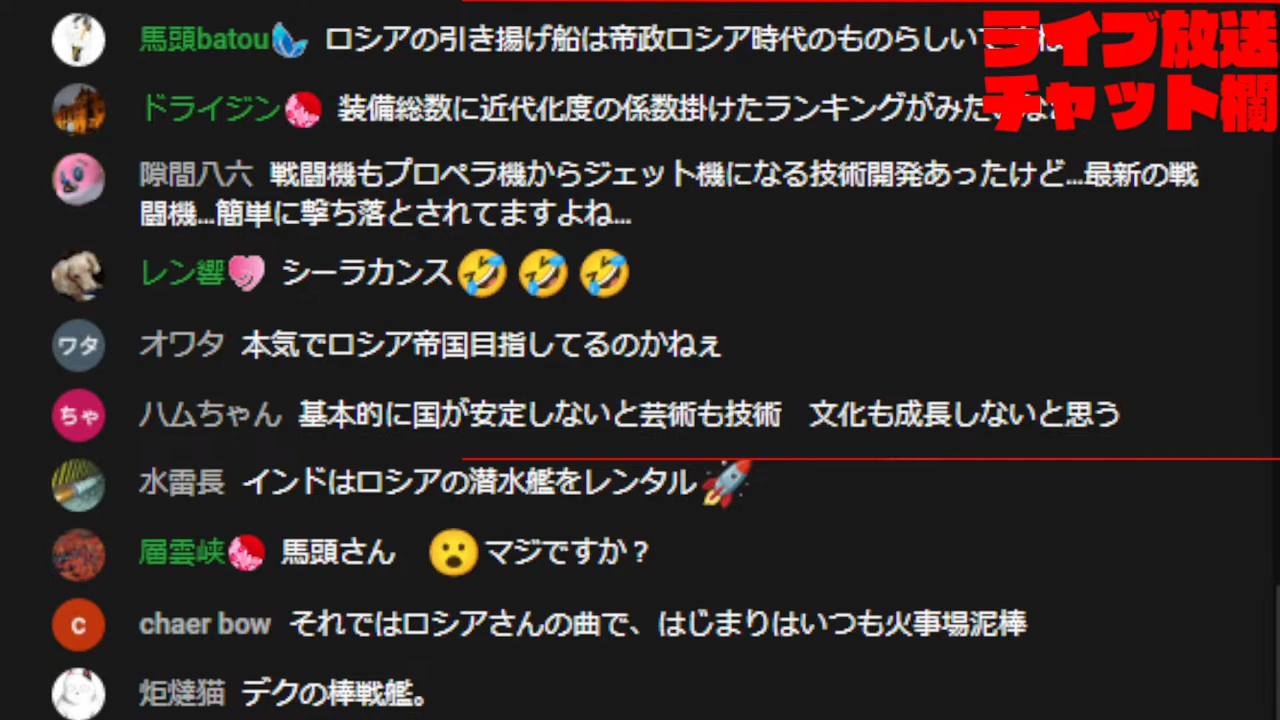 馬頭batou ロシアの引き揚げ船は帝政ロシア時代のものらしいですね
ライブ放送
チャット欄
ドライジン 装備総数に近代化度の係数掛けたランキングがみた
隙間八六 戦闘機もプロペラ機からジェット機になる技術開発あったけど...最新の戦
闘機...簡単に撃ち落とされてますよね...
レン響 シーラカンス🤣🤣🤣
ワタ
オワタ 本気でロシア帝国目指してるのかねぇ
ちゃ
ハムちゃん 基本的に国が安定しないと芸術も技術 文化も成長しないと思う
水雷長 インドはロシアの潜水艦をレンタル🚀
層雲峡 馬頭さん 😮マジですか？
C
chaer bow それではロシアさんの曲で、はじまりはいつも火事場泥棒
炬燵猫 デクの棒戦艦。